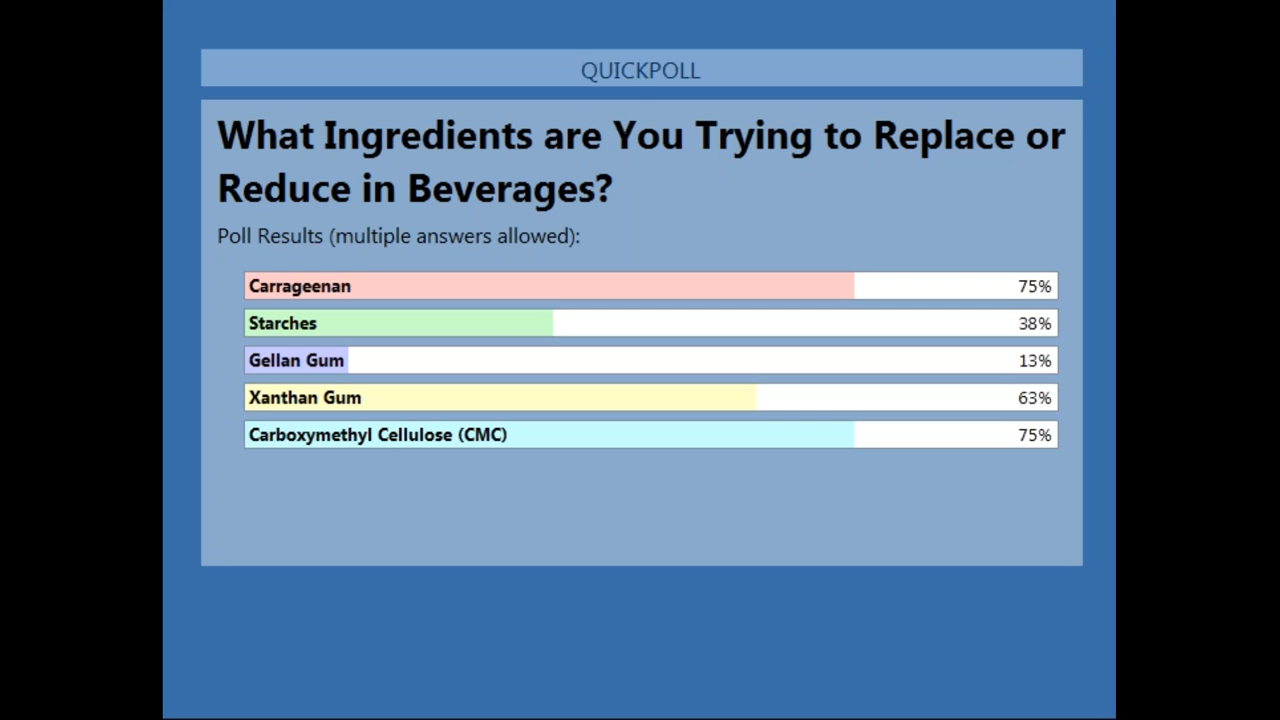 QUICKPOLL
What Ingredients are You Trying to Replace or
Reduce in Beverages?
Poll Results (multiple answers allowed):
Carrageenan 75%
Starches 38%
Gellan Gum 13%
Xanthan Gum 63%
Carboxymethyl Cellulose (CMC) 75%